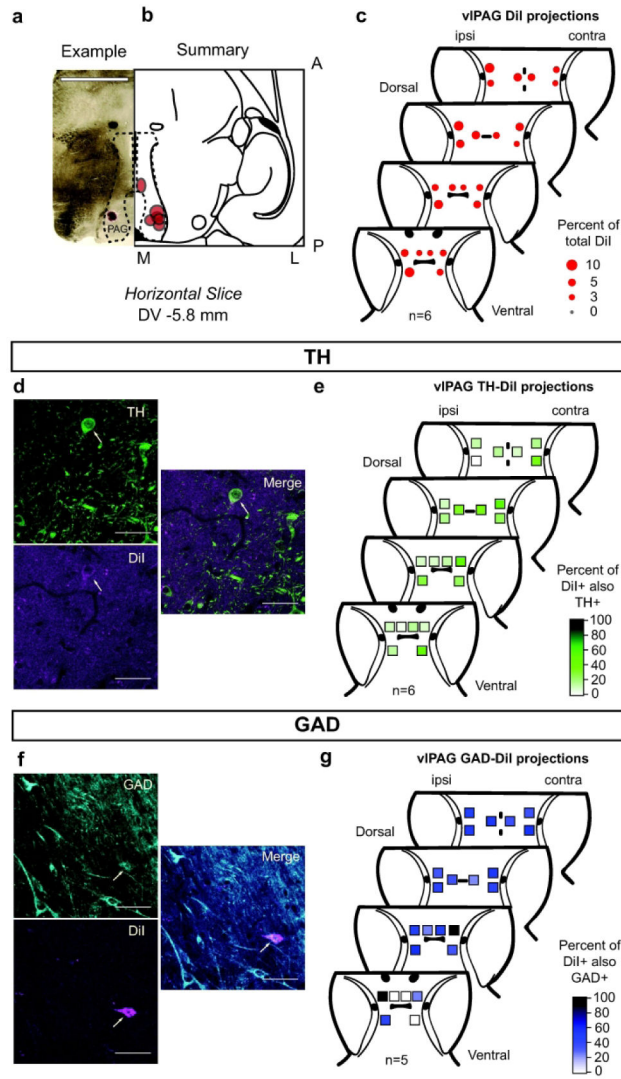 a
b
Example
Summary
A
PAG
M
L
P
Horizontal Slice
DV -5.8 mm
c
vlPAG DiI projections
ipsi
contra
Dorsal
Percent of
total DiI
10
5
3
0
n=6
Ventral
TH
d
TH
DiI
Merge
e
vlPAG TH-DiI projections
ipsi
contra
Dorsal
Percent of
DiI+ also
TH+
100
80
60
40
20
0
n=6
Ventral
GAD
f
GAD
DiI
Merge
g
vlPAG GAD-DiI projections
ipsi
contra
Dorsal
Percent of
DiI+ also
GAD+
100
80
60
40
20
0
n=5
Ventral